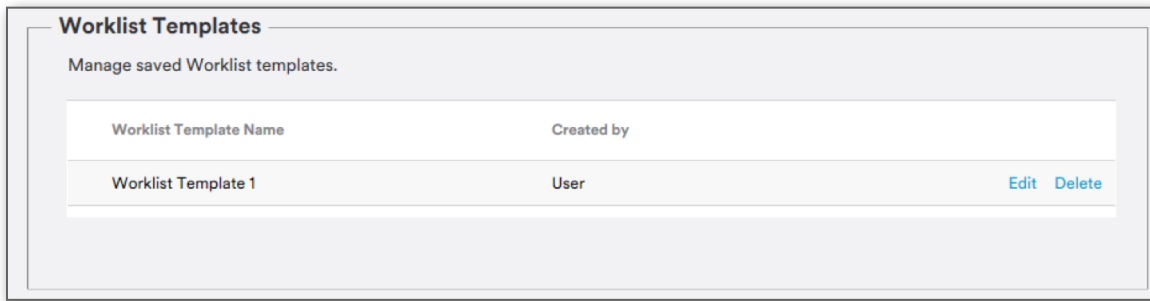 Worklist Templates
Manage saved Worklist templates.
Worklist Template Name Created by
Worklist Template 1 User Edit Delete